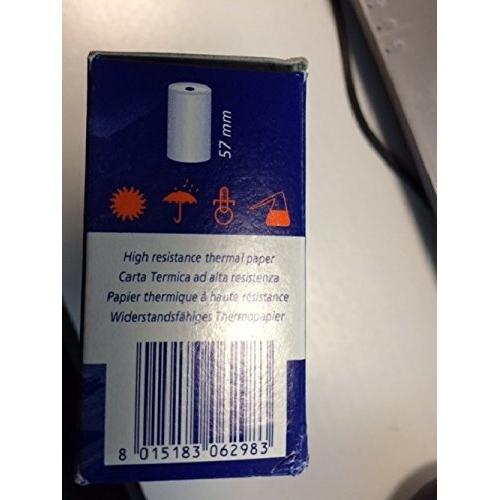 57 mm
High resistance thermal paper
Carta Termica ad alta resistenza
Papier thermique à haute résistance
Widerstandsfähiges Thermopapier
8 015183 062983